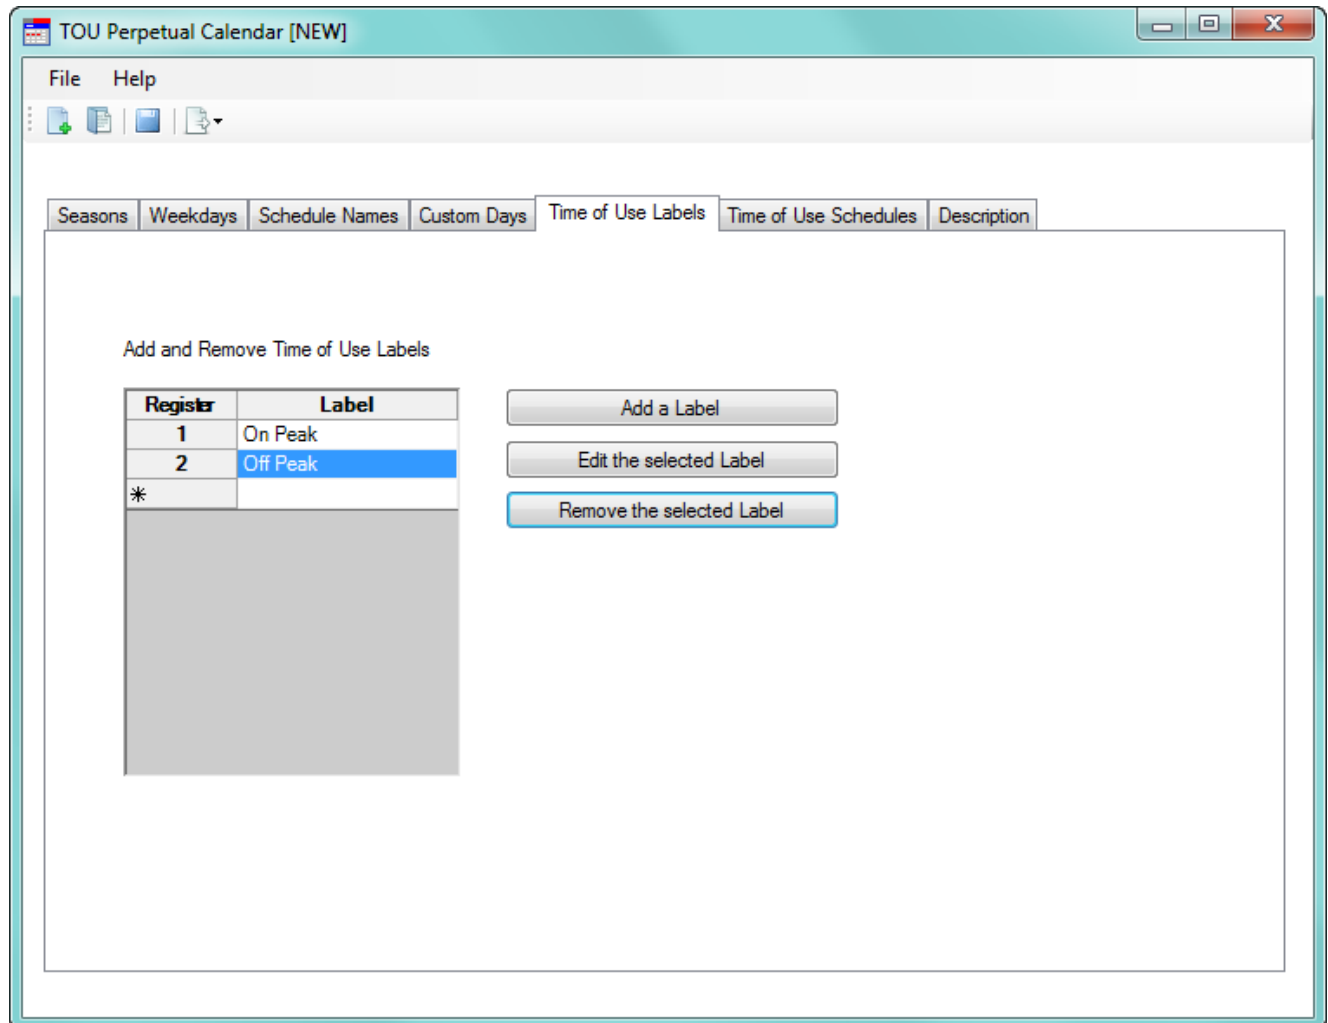 TOU Perpetual Calendar [NEW]
File Help
Seasons Weekdays Schedule Names Custom Days Time of Use Labels Time of Use Schedules Description
Add and Remove Time of Use Labels
Register Label
1 On Peak
2 Off Peak
Add a Label
Edit the selected Label
Remove the selected Label